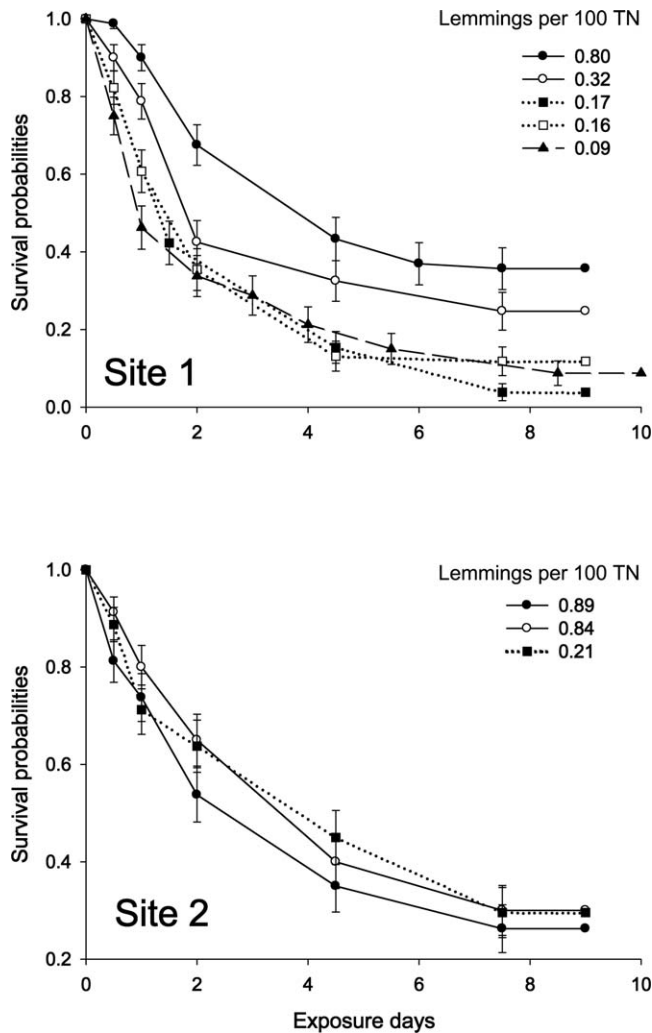 Lemmings per 100 TN
0.80
0.32
0.17
0.16
0.09
1.0
0.8
0.6
0.4
0.2
0.0
Survival probabilities
Site 1
0 2 4 6 8 10
Lemmings per 100 TN
0.89
0.84
0.21
1.0
0.8
0.6
0.4
0.2
Survival probabilities
Site 2
0 2 4 6 8 10
Exposure days